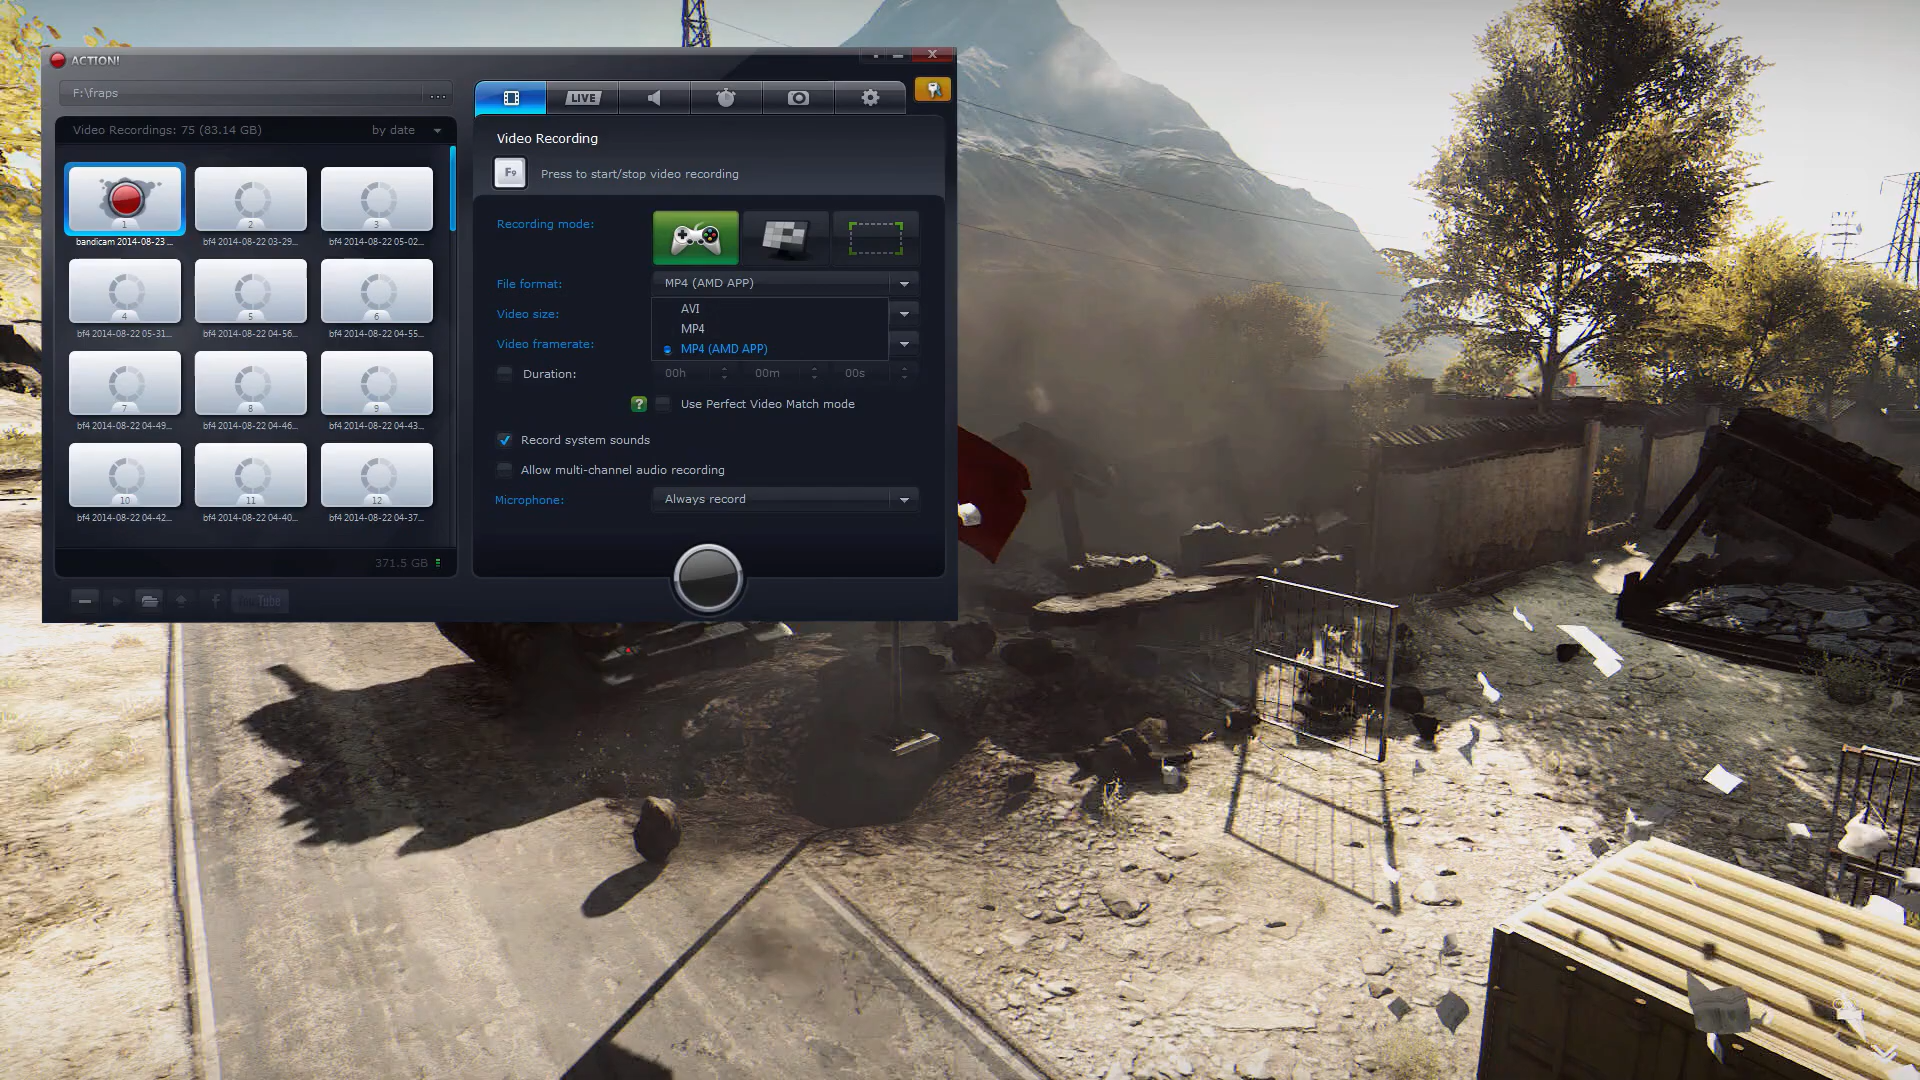 ACTION!
F:\fraps
...
Video Recordings: 75 (83.14 GB)
by date
LIVE
Video Recording
F9
Press to start/stop video recording
1
2
3
bandicam 2014-08-23 ...
bf4 2014-08-22 03-29...
bf4 2014-08-22 05-02...
Recording mode:
4
5
6
bf4 2014-08-22 05-31...
bf4 2014-08-22 04-56...
bf4 2014-08-22 04-55...
File format:
MP4 (AMD APP)
AVI
MP4
MP4 (AMD APP)
Video size:
Video framerate:
Duration:
00h
00m
00s
?
Use Perfect Video Match mode
7
8
9
bf4 2014-08-22 04-49...
bf4 2014-08-22 04-46...
bf4 2014-08-22 04-43...
Record system sounds
Allow multi-channel audio recording
Microphone:
Always record
10
11
12
bf4 2014-08-22 04-42...
bf4 2014-08-22 04-40...
bf4 2014-08-22 04-37...
371.5 GB
f
YouTube